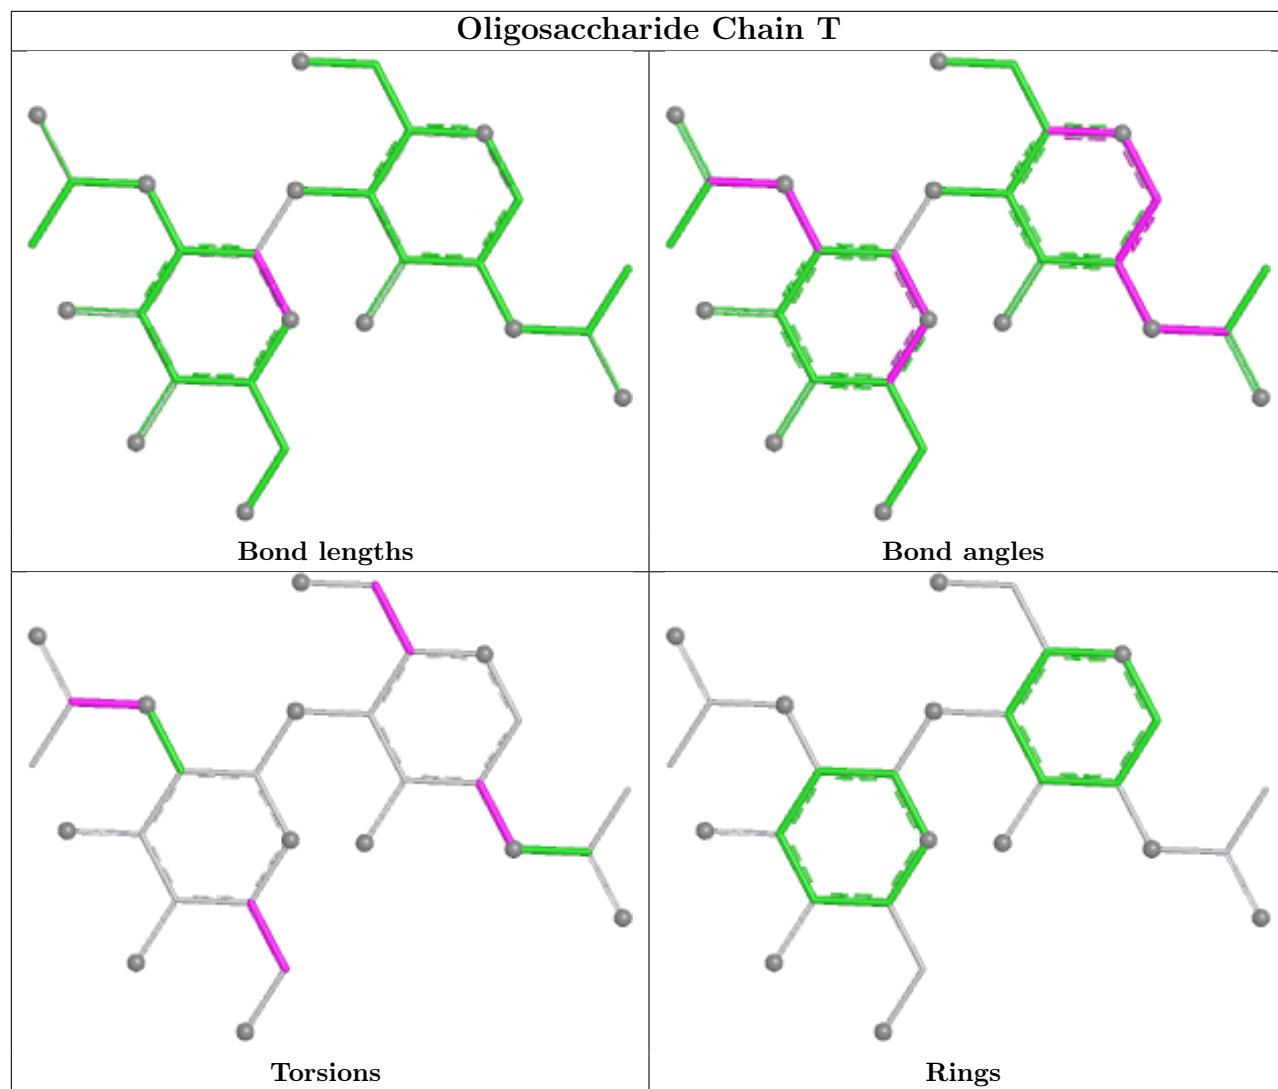 Oligosaccharide Chain T
Bond lengths
Bond angles
Torsions
Rings